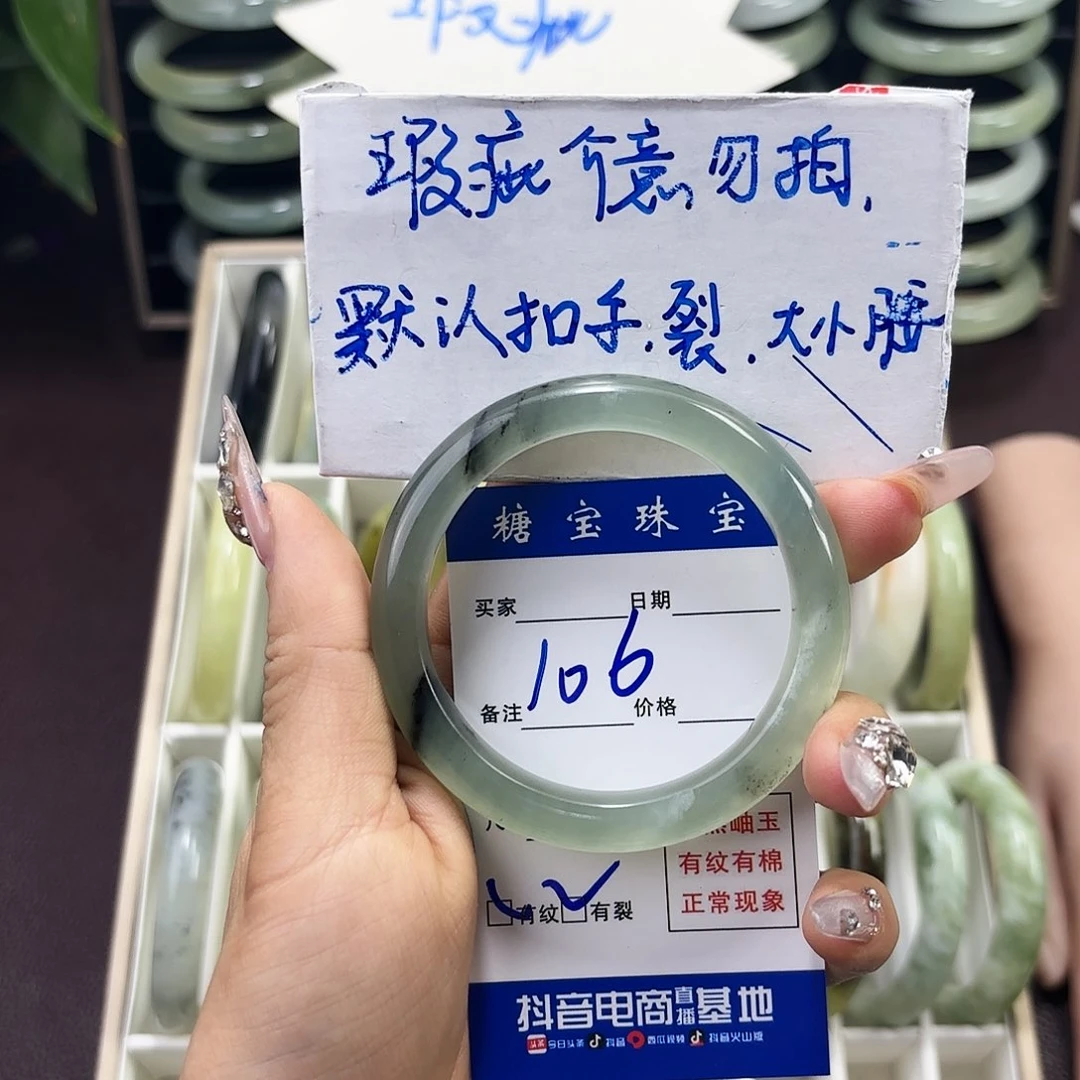 瑕疵介意勿拍.
默认扣手.裂.大小腰
糖宝珠宝
买家 日期
106
备注 价格
岫玉
有纹有棉
正常现象
有纹 有裂
抖音电商直播基地
今日头条 抖音 西瓜视频 抖音火山版